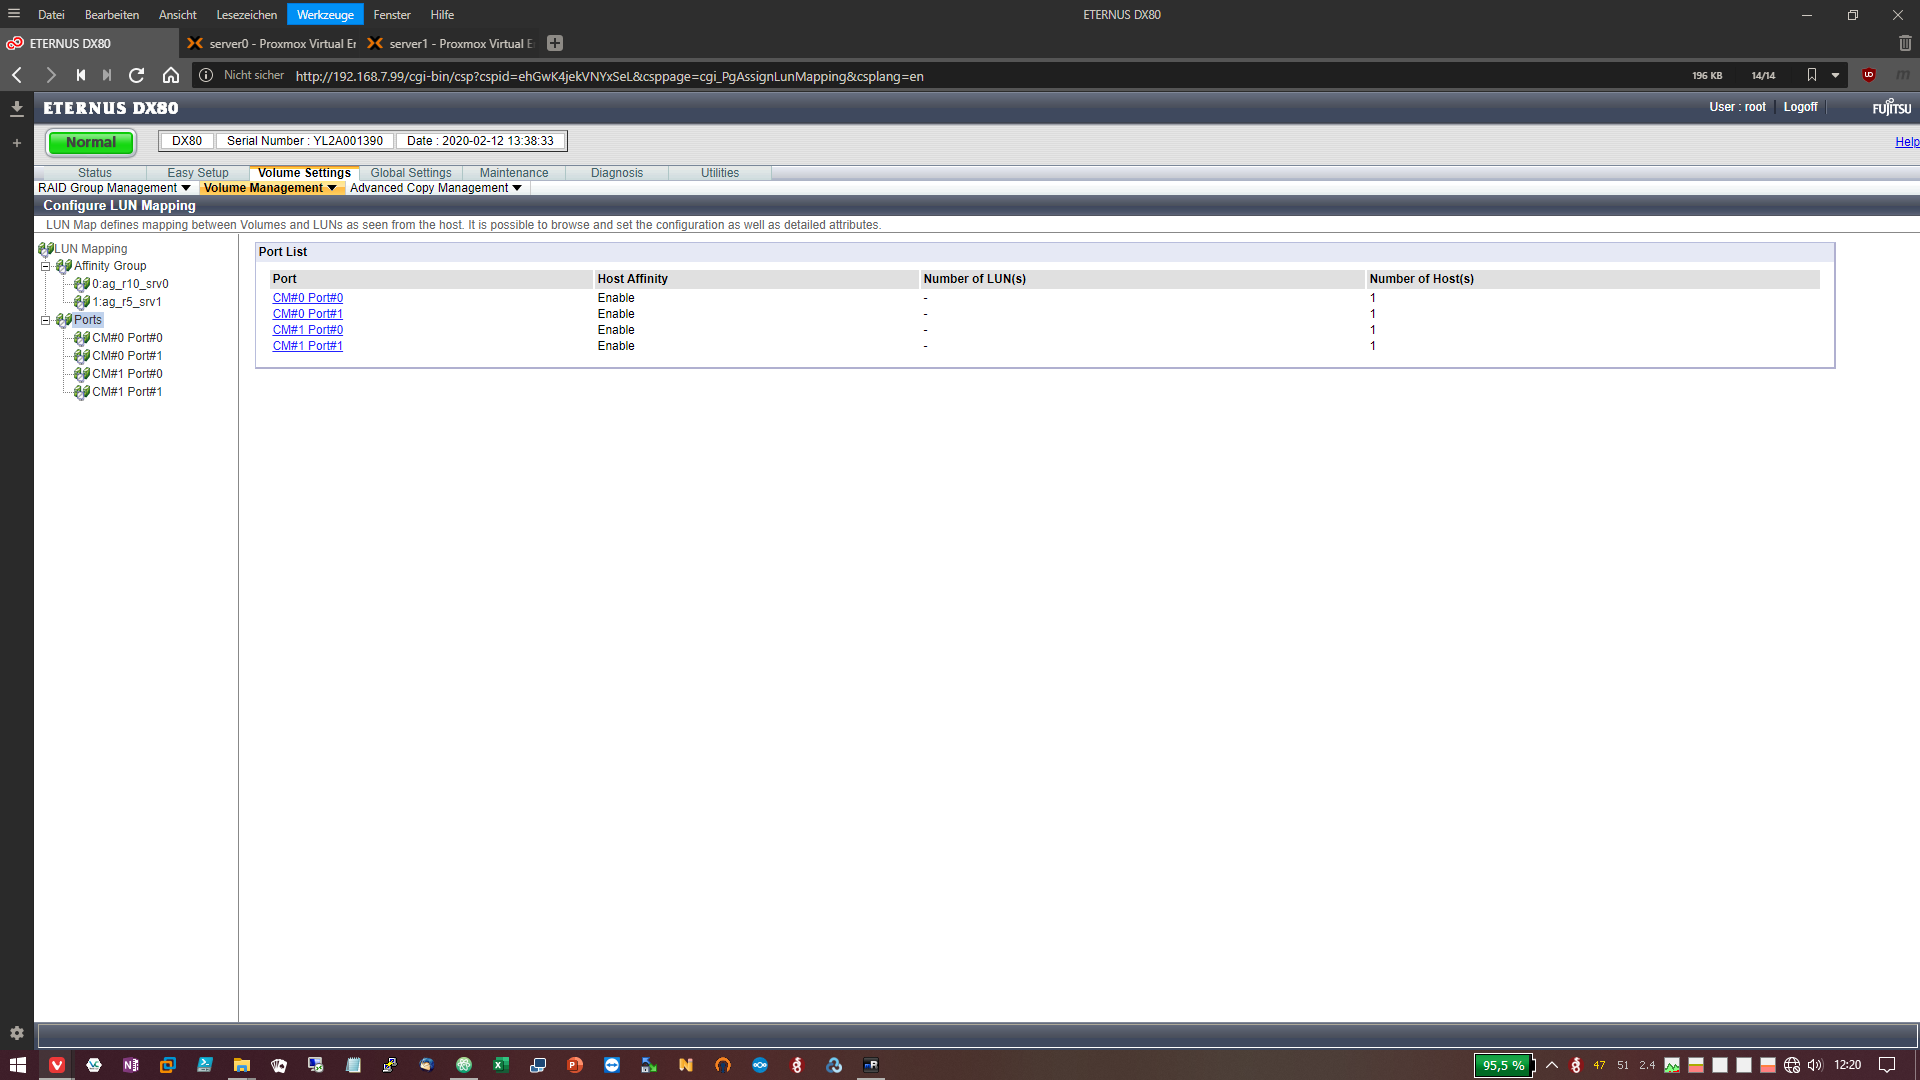 Datei Bearbeiten Ansicht Lesezeichen Werkzeuge Fenster Hilfe ETERNUS DX80
ETERNUS DX80 server0 - Proxmox Virtual Er server1 - Proxmox Virtual E
Nicht sicher http://192.168.7.99/cgi-bin/csp?cspid=ehGwK4jekVNYxSeL&csppage=cgi_PgAssignLunMapping&csplang=en 196 KB 14/14
ETERNUS DX80 User : root Logoff FUJITSU
Normal DX80 Serial Number : YL2A001390 Date : 2020-02-12 13:38:33 Help
Status Easy Setup Volume Settings Global Settings Maintenance Diagnosis Utilities
RAID Group Management Volume Management Advanced Copy Management
Configure LUN Mapping
LUN Map defines mapping between Volumes and LUNs as seen from the host. It is possible to browse and set the configuration as well as detailed attributes.
LUN Mapping
Affinity Group
0:ag_r10_srv0
1:ag_r5_srv1
Ports
CM#0 Port#0
CM#0 Port#1
CM#1 Port#0
CM#1 Port#1
Port List
Port Host Affinity Number of LUN(s) Number of Host(s)
CM#0 Port#0 Enable - 1
CM#0 Port#1 Enable - 1
CM#1 Port#0 Enable - 1
CM#1 Port#1 Enable - 1
95,5 % 47 51 2.4 12:20